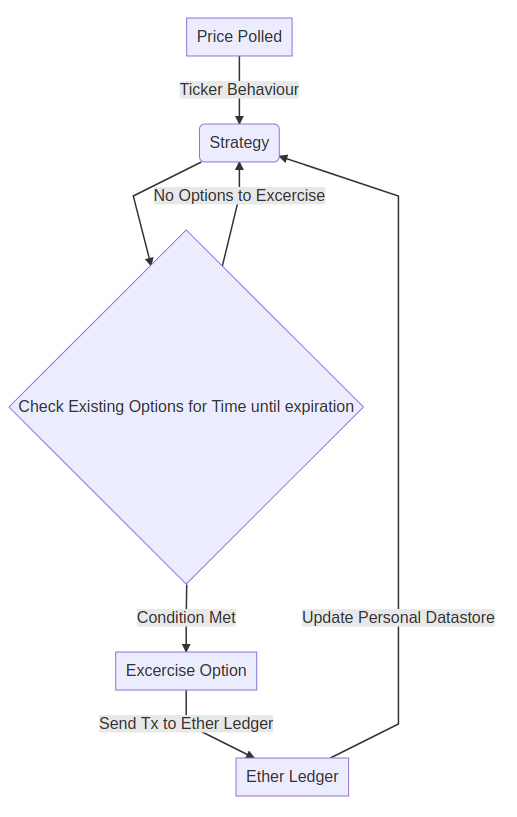 Price Polled
Ticker Behaviour
Strategy
No Options to Excercise
Check Existing Options for Time until expiration
Condition Met
Update Personal Datastore
Excercise Option
Send Tx to Ether Ledger
Ether Ledger